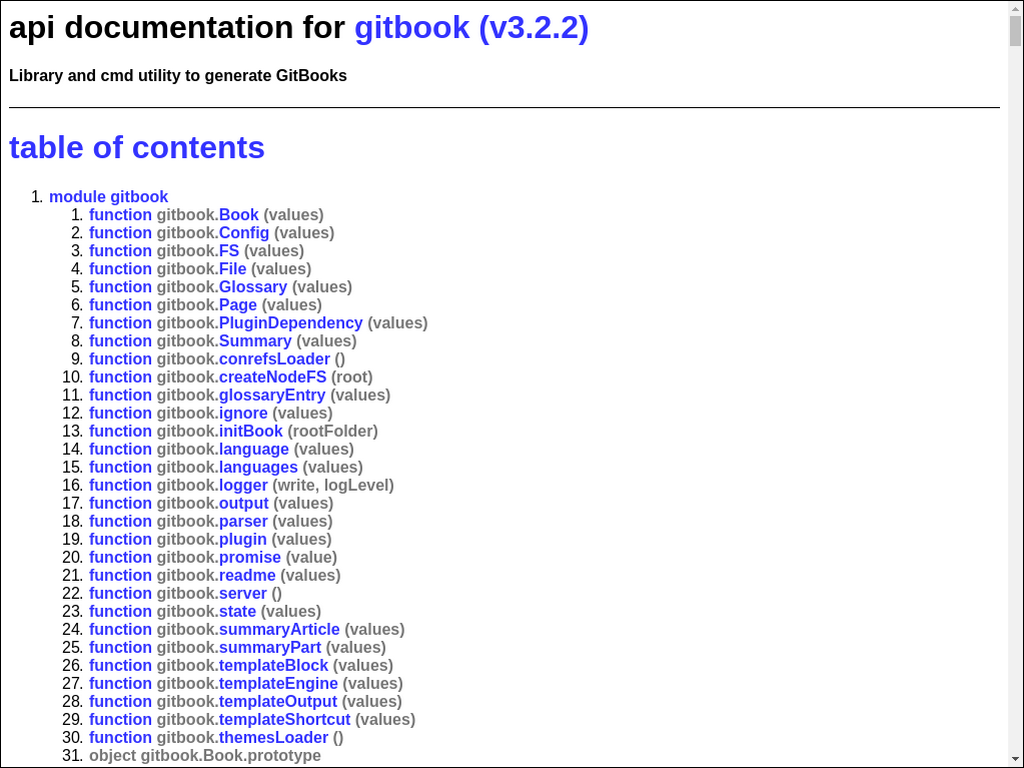 api documentation for gitbook (v3.2.2)
Library and cmd utility to generate GitBooks
table of contents
1. module gitbook
1. function gitbook.Book (values)
2. function gitbook.Config (values)
3. function gitbook.FS (values)
4. function gitbook.File (values)
5. function gitbook.Glossary (values)
6. function gitbook.Page (values)
7. function gitbook.PluginDependency (values)
8. function gitbook.Summary (values)
9. function gitbook.conrefsLoader ()
10. function gitbook.createNodeFS (root)
11. function gitbook.glossaryEntry (values)
12. function gitbook.ignore (values)
13. function gitbook.initBook (rootFolder)
14. function gitbook.language (values)
15. function gitbook.languages (values)
16. function gitbook.logger (write, logLevel)
17. function gitbook.output (values)
18. function gitbook.parser (values)
19. function gitbook.plugin (values)
20. function gitbook.promise (value)
21. function gitbook.readme (values)
22. function gitbook.server ()
23. function gitbook.state (values)
24. function gitbook.summaryArticle (values)
25. function gitbook.summaryPart (values)
26. function gitbook.templateBlock (values)
27. function gitbook.templateEngine (values)
28. function gitbook.templateOutput (values)
29. function gitbook.templateShortcut (values)
30. function gitbook.themesLoader ()
31. object gitbook.Book.prototype